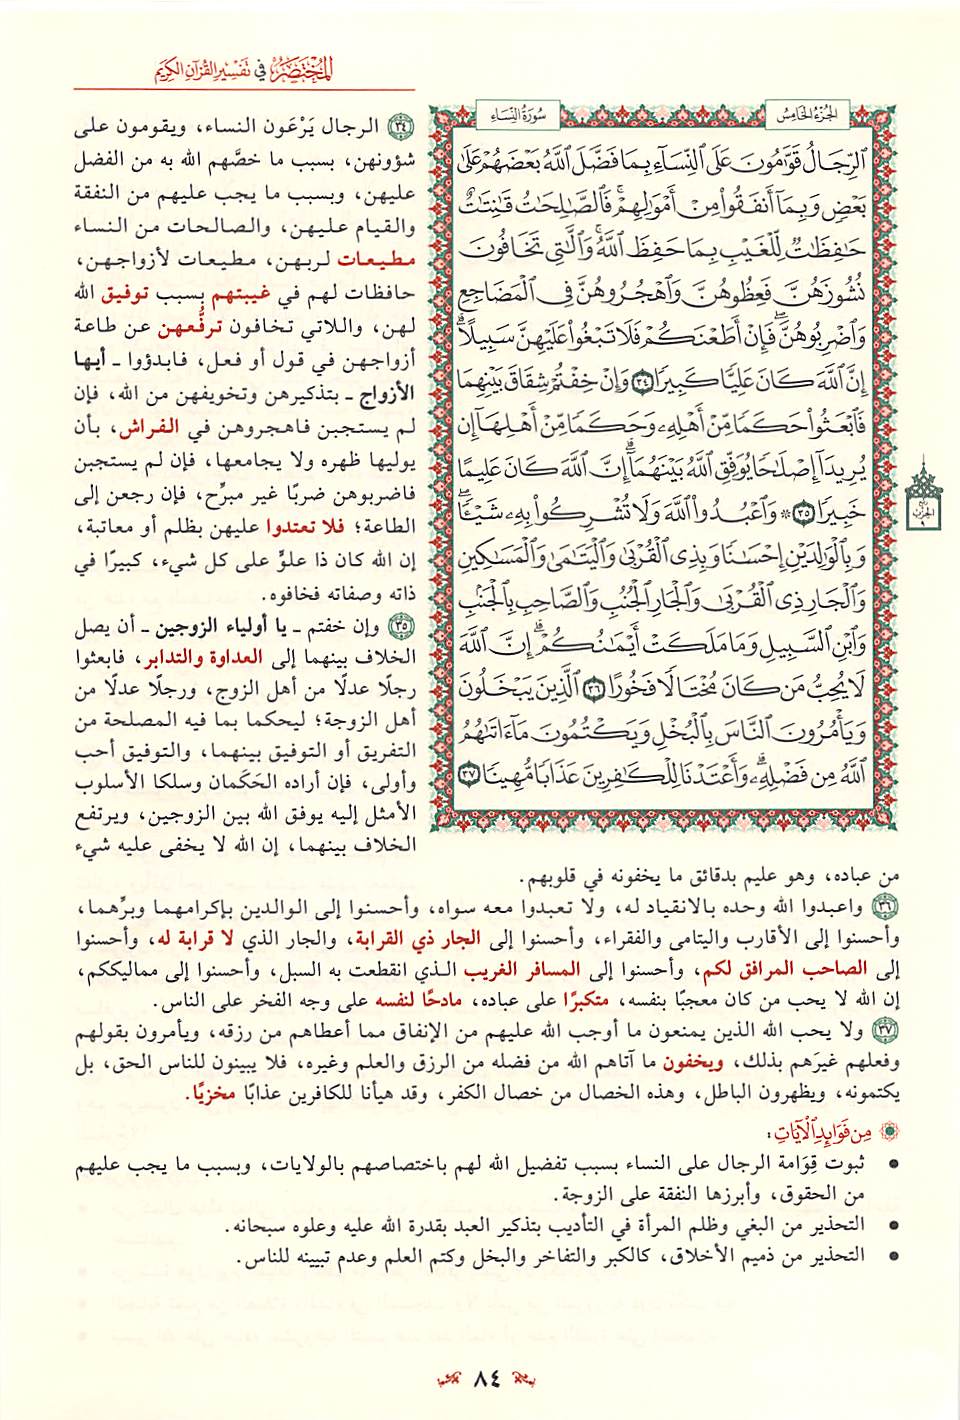 المختصر في تفسير القرآن الكريم
الجزء الخامس
سورة النساء
ٱلرِّجَالُ قَوَّٰمُونَ عَلَى ٱلنِّسَآءِ بِمَا فَضَّلَ ٱللَّهُ بَعۡضَهُمۡ عَلَىٰ
بَعۡضٖ وَبِمَآ أَنفَقُواْ مِنۡ أَمۡوَٰلِهِمۡۚ فَٱلصَّٰلِحَٰتُ قَٰنِتَٰتٌ
حَٰفِظَٰتٞ لِّلۡغَيۡبِ بِمَا حَفِظَ ٱللَّهُۚ وَٱلَّٰتِي تَخَافُونَ
نُشُوزَهُنَّ فَعِظُوهُنَّ وَٱهۡجُرُوهُنَّ فِي ٱلۡمَضَاجِعِ
وَٱضۡرِبُوهُنَّۖ فَإِنۡ أَطَعۡنَكُمۡ فَلَا تَبۡغُواْ عَلَيۡهِنَّ سَبِيلًاۗ
إِنَّ ٱللَّهَ كَانَ عَلِيّٗا كَبِيرٗا ٣٤ وَإِنۡ خِفۡتُمۡ شِقَاقَ بَيۡنِهِمَا
فَٱبۡعَثُواْ حَكَمٗا مِّنۡ أَهۡلِهِۦ وَحَكَمٗا مِّنۡ أَهۡلِهَآ إِن
يُرِيدَآ إِصۡلَٰحٗا يُوَفِّقِ ٱللَّهُ بَيۡنَهُمَآۗ إِنَّ ٱللَّهَ كَانَ عَلِيمًا
خَبِيرٗا ٣٥ ۞ وَٱعۡبُدُواْ ٱللَّهَ وَلَا تُشۡرِكُواْ بِهِۦ شَيۡـٔٗاۖ
وَبِٱلۡوَٰلِدَيۡنِ إِحۡسَٰنٗا وَبِذِي ٱلۡقُرۡبَىٰ وَٱلۡيَتَٰمَىٰ وَٱلۡمَسَٰكِينِ
وَٱلۡجَارِ ذِي ٱلۡقُرۡبَىٰ وَٱلۡجَارِ ٱلۡجُنُبِ وَٱلصَّاحِبِ بِٱلۡجَنۢبِ
وَٱبۡنِ ٱلسَّبِيلِ وَمَا مَلَكَتۡ أَيۡمَٰنُكُمۡۗ إِنَّ ٱللَّهَ
لَا يُحِبُّ مَن كَانَ مُخۡتَالٗا فَخُورًا ٣٦ ٱلَّذِينَ يَبۡخَلُونَ
وَيَأۡمُرُونَ ٱلنَّاسَ بِٱلۡبُخۡلِ وَيَكۡتُمُونَ مَآ ءَاتَىٰهُمُ
ٱللَّهُ مِن فَضۡلِهِۦۗ وَأَعۡتَدۡنَا لِلۡكَٰفِرِينَ عَذَابٗا مُّهِينٗا ٣٧
ربع
الحزب
٩
٣٤ الرجال يَرْعَون النساء، ويقومون على
شؤونهن، بسبب ما خصَّهم الله به من الفضل
عليهن، وبسبب ما يجب عليهم من النفقة
والقيام عليهن، والصالحات من النساء
مطيعات لربهن، مطيعات لأزواجهن،
حافظات لهم في غيبتهم بسبب توفيق الله
لهن، واللاتي تخافون ترفُّعهن عن طاعة
أزواجهن في قول أو فعل، فابدؤوا ـ أيها
الأزواج ـ بتذكيرهن وتخويفهن من الله، فإن
لم يستجبن فاهجروهن في الفراش، بأن
يوليها ظهره ولا يجامعها، فإن لم يستجبن
فاضربوهن ضربًا غير مبرِّح، فإن رجعن إلى
الطاعة؛ فلا تعتدوا عليهن بظلم أو معاتبة،
إن الله كان ذا علوٍّ على كل شيء، كبيرًا في
ذاته وصفاته فخافوه.
٣٥ وإن خفتم ـ يا أولياء الزوجين ـ أن يصل
الخلاف بينهما إلى العداوة والتدابر، فابعثوا
رجلًا عدلًا من أهل الزوج، ورجلًا عدلًا من
أهل الزوجة؛ ليحكما بما فيه المصلحة من
التفريق أو التوفيق بينهما، والتوفيق أحب
وأولى، فإن أراده الحَكَمان وسلكا الأسلوب
الأمثل إليه يوفق الله بين الزوجين، ويرتفع
الخلاف بينهما، إن الله لا يخفى عليه شيء
من عباده، وهو عليم بدقائق ما يخفونه في قلوبهم.
٣٦ واعبدوا الله وحده بالانقياد له، ولا تعبدوا معه سواه، وأحسنوا إلى الوالدين بإكرامهما وبرِّهما،
وأحسنوا إلى الأقارب واليتامى والفقراء، وأحسنوا إلى الجار ذي القرابة، والجار الذي لا قرابة له، وأحسنوا
إلى الصاحب المرافق لكم، وأحسنوا إلى المسافر الغريب الذي انقطعت به السبل، وأحسنوا إلى مماليككم،
إن الله لا يحب من كان معجبًا بنفسه، متكبرًا على عباده، مادحًا لنفسه على وجه الفخر على الناس.
٣٧ ولا يحب الله الذين يمنعون ما أوجب الله عليهم من الإنفاق مما أعطاهم من رزقه، ويأمرون بقولهم
وفعلهم غيرَهم بذلك، ويخفون ما آتاهم الله من فضله من الرزق والعلم وغيره، فلا يبينون للناس الحق، بل
يكتمونه، ويظهرون الباطل، وهذه الخصال من خصال الكفر، وقد هيأنا للكافرين عذابًا مخزيًا.
من فوائد الآيات:
• ثبوت قِوَامة الرجال على النساء بسبب تفضيل الله لهم باختصاصهم بالولايات، وبسبب ما يجب عليهم
من الحقوق، وأبرزها النفقة على الزوجة.
• التحذير من البغي وظلم المرأة في التأديب بتذكير العبد بقدرة الله عليه وعلوه سبحانه.
• التحذير من ذميم الأخلاق، كالكبر والتفاخر والبخل وكتم العلم وعدم تبيينه للناس.
٨٤